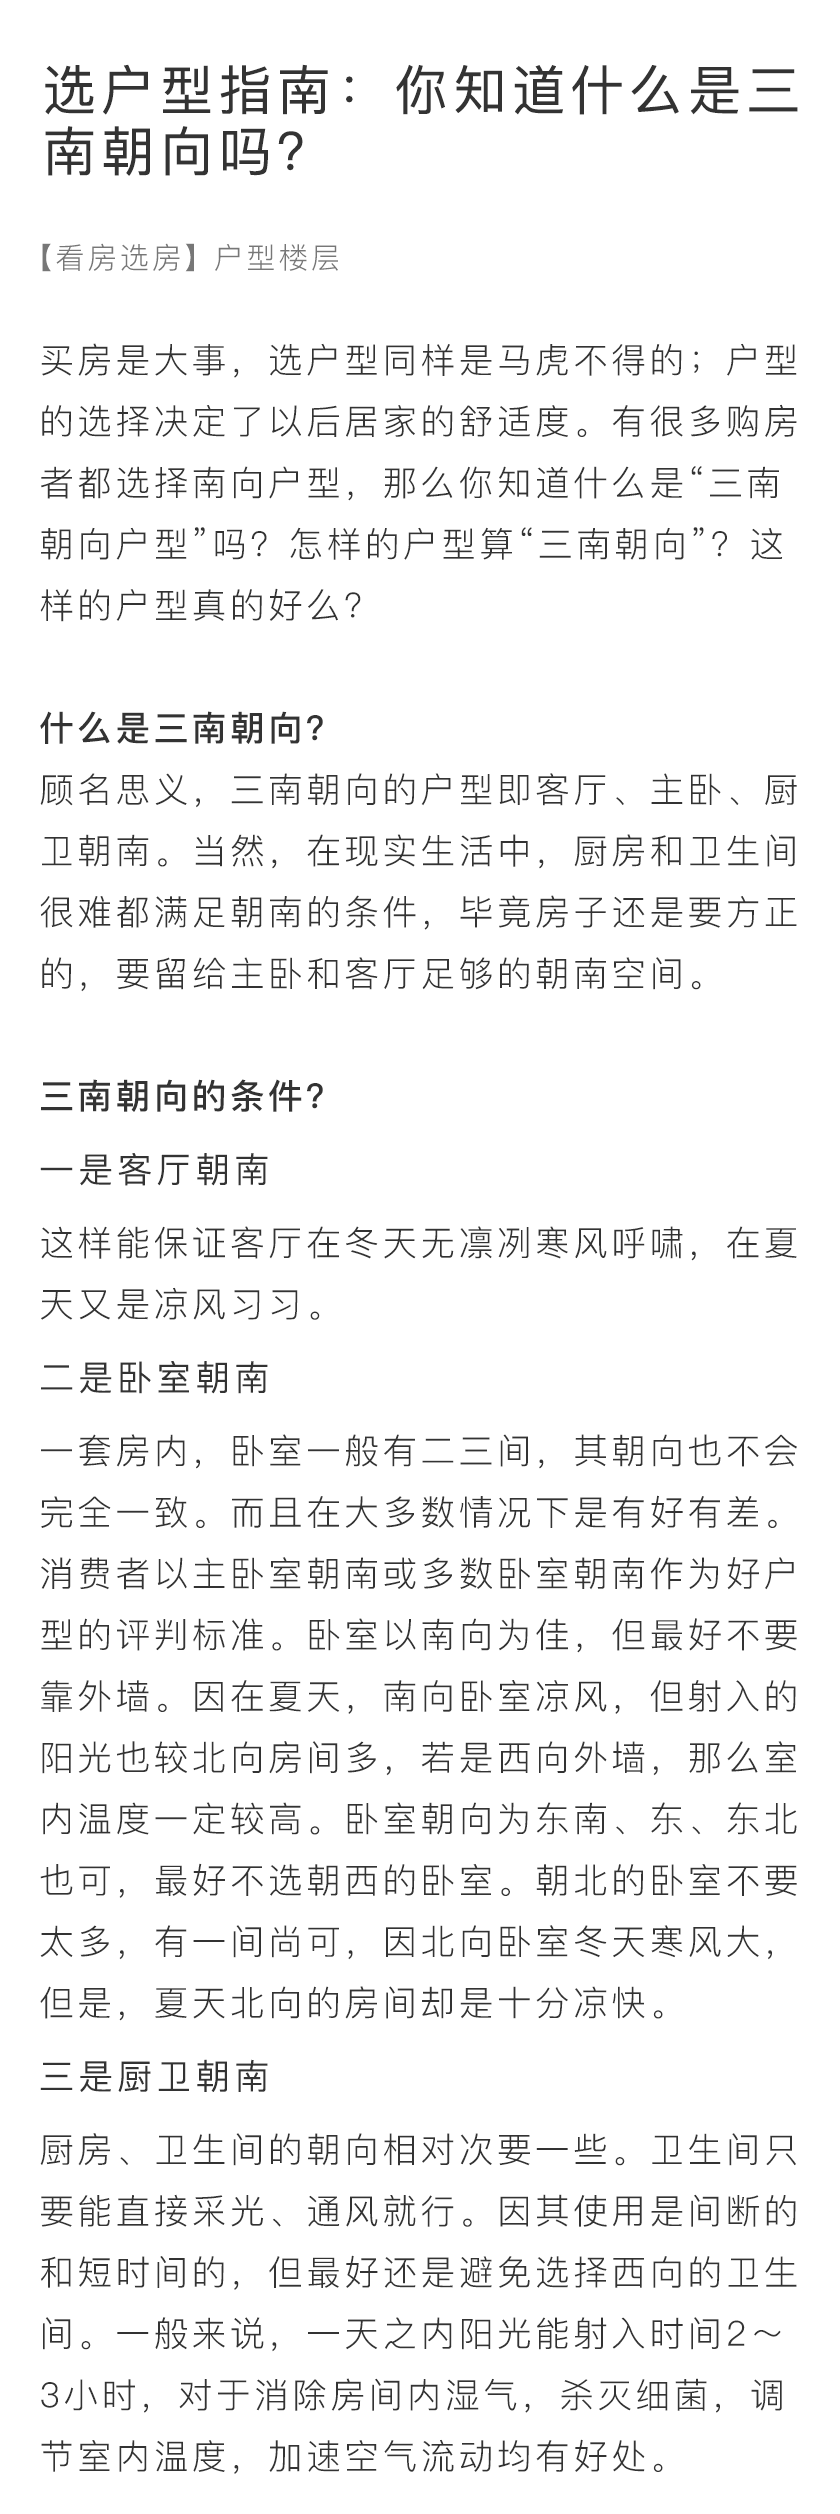 选户型指南：你知道什么是三
南朝向吗？
【看房选房】户型楼层
买房是大事，选户型同样是马虎不得的；户型
的选择决定了以后居家的舒适度。有很多购房
者都选择南向户型，那么你知道什么是“三南
朝向户型”吗？怎样的户型算“三南朝向”？这
样的户型真的好么？
什么是三南朝向?
顾名思义，三南朝向的户型即客厅、主卧、厨
卫朝南。当然，在现实生活中，厨房和卫生间
很难都满足朝南的条件，毕竟房子还是要方正
的，要留给主卧和客厅足够的朝南空间。
三南朝向的条件?
一是客厅朝南
这样能保证客厅在冬天无凛冽寒风呼啸，在夏
天又是凉风习习。
二是卧室朝南
一套房内，卧室一般有二三间，其朝向也不会
完全一致。而且在大多数情况下是有好有差。
消费者以主卧室朝南或多数卧室朝南作为好户
型的评判标准。卧室以南向为佳，但最好不要
靠外墙。因在夏天，南向卧室凉风，但射入的
阳光也较北向房间多，若是西向外墙，那么室
内温度一定较高。卧室朝向为东南、东、东北
也可，最好不选朝西的卧室。朝北的卧室不要
太多，有一间尚可，因北向卧室冬天寒风大，
但是，夏天北向的房间却是十分凉快。
三是厨卫朝南
厨房、卫生间的朝向相对次要一些。卫生间只
要能直接采光、通风就行。因其使用是间断的
和短时间的，但最好还是避免选择西向的卫生
间。一般来说，一天之内阳光能射入时间2～
3小时，对于消除房间内湿气，杀灭细菌，调
节室内温度，加速空气流动均有好处。